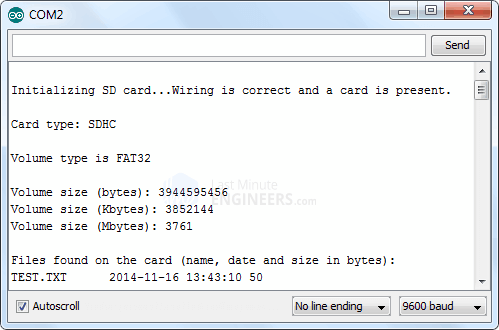 COM2
Send
Initializing SD card...Wiring is correct and a card is present.
Card type: SDHC
Volume type is FAT32
Volume size (bytes): 3944595456
Volume size (Kbytes): 3852144
Volume size (Mbytes): 3761
Last Minute
ENGINEERS.com
Files found on the card (name, date and size in bytes):
TEST.TXT 2014-11-16 13:43:10 50
Autoscroll
No line ending
9600 baud